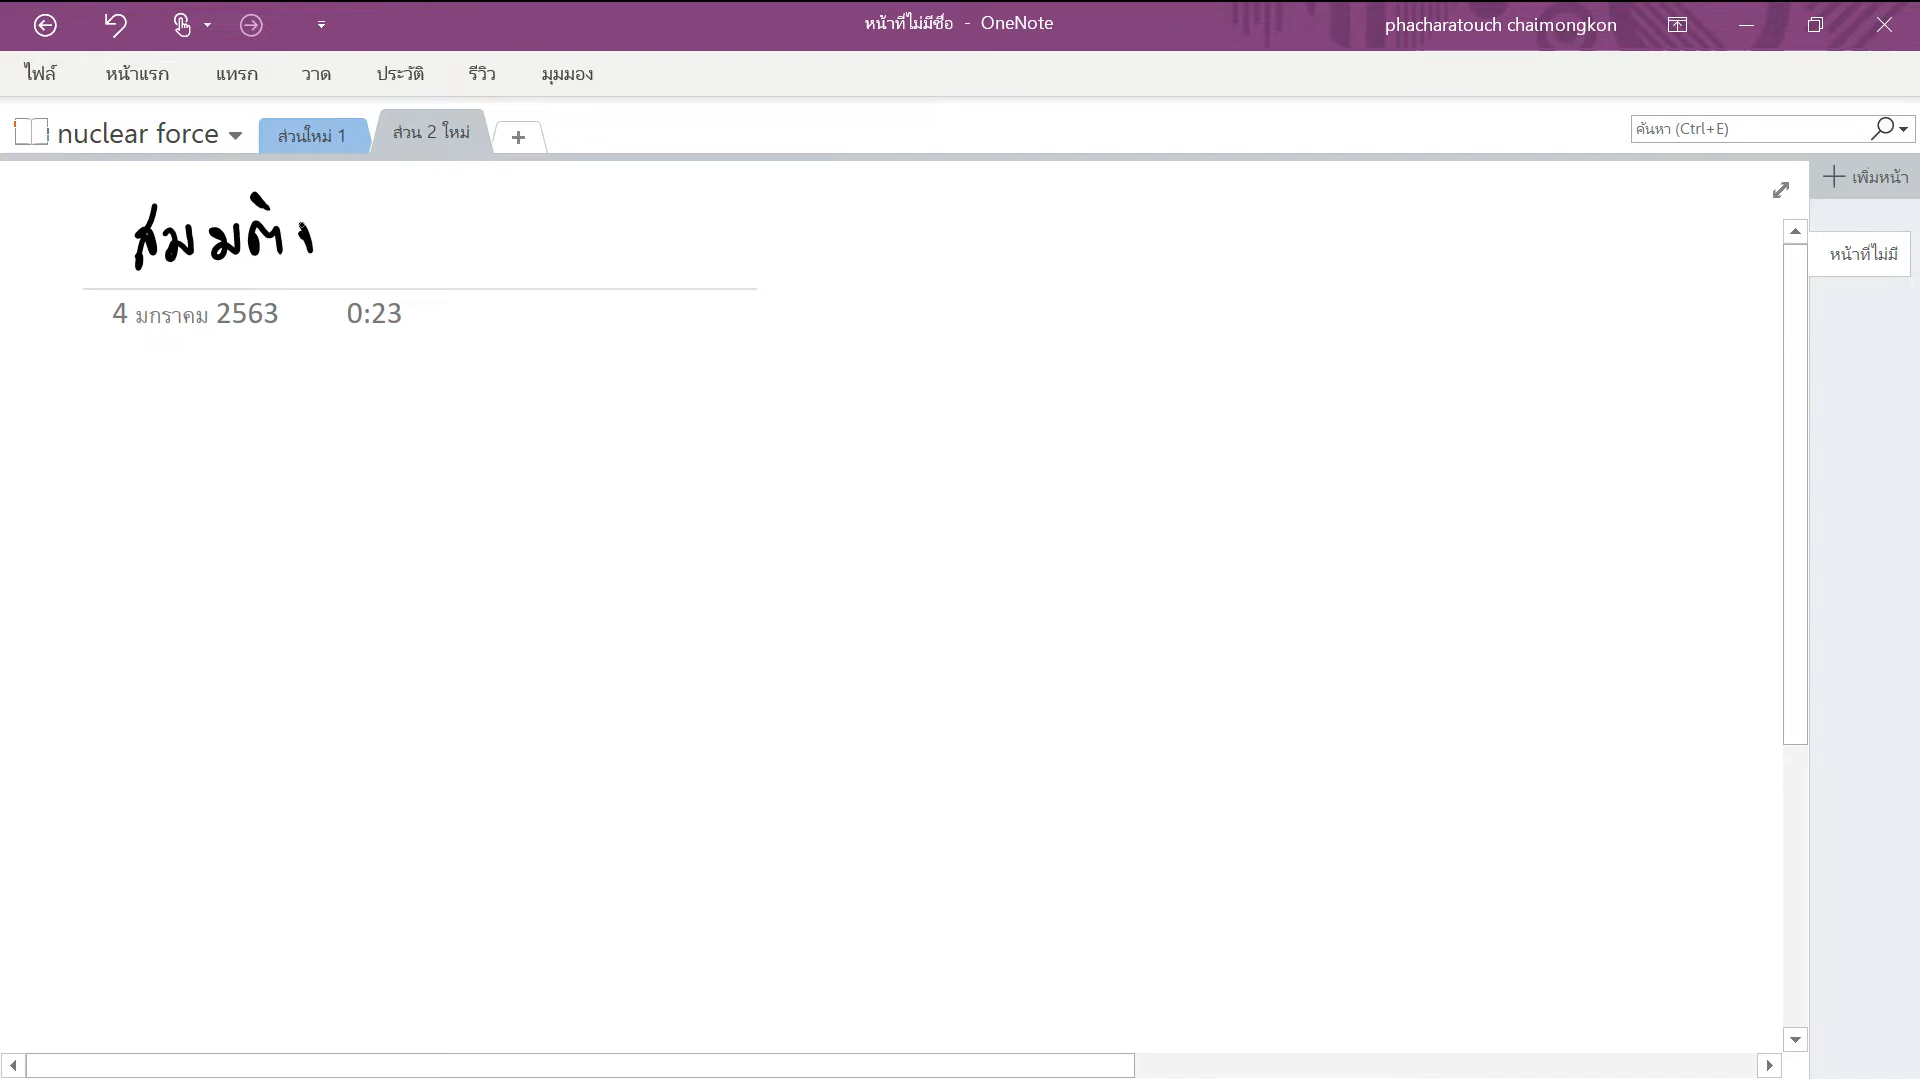 หน้าที่ไม่มีชื่อ - OneNote
phacharatouch chaimongkon
ไฟล์ หน้าแรก แทรก วาด ประวัติ รีวิว มุมมอง
nuclear force ส่วนใหม่ 1 ส่วน 2 ใหม่ +
ค้นหา (Ctrl+E)
เพิ่มหน้า
หน้าที่ไม่มี
สมมติ
4 มกราคม 2563 0:23